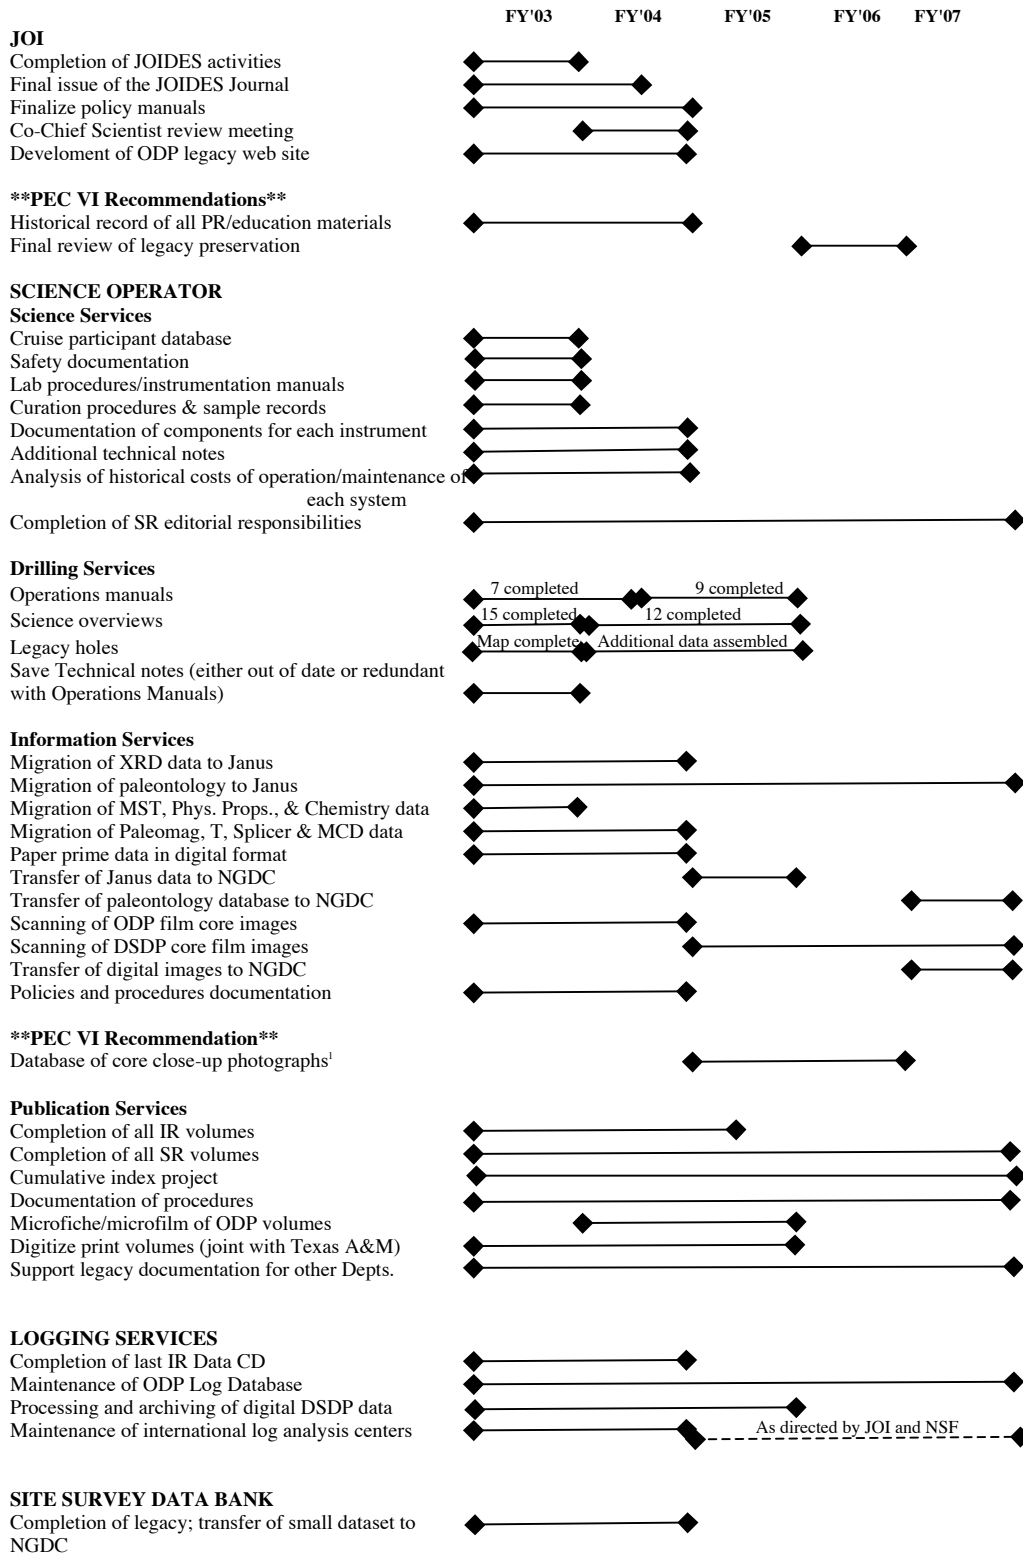 FY'03 FY'04 FY'05 FY'06 FY'07
JOI
Completion of JOIDES activities
Final issue of the JOIDES Journal
Finalize policy manuals
Co-Chief Scientist review meeting
Develoment of ODP legacy web site
**PEC VI Recommendations**
Historical record of all PR/education materials
Final review of legacy preservation
SCIENCE OPERATOR
Science Services
Cruise participant database
Safety documentation
Lab procedures/instrumentation manuals
Curation procedures & sample records
Documentation of components for each instrument
Additional technical notes
Analysis of historical costs of operation/maintenance of
each system
Completion of SR editorial responsibilities
Drilling Services
Operations manuals 7 completed 9 completed
Science overviews 15 completed 12 completed
Legacy holes Map complete Additional data assembled
Save Technical notes (either out of date or redundant
with Operations Manuals)
Information Services
Migration of XRD data to Janus
Migration of paleontology to Janus
Migration of MST, Phys. Props., & Chemistry data
Migration of Paleomag, T, Splicer & MCD data
Paper prime data in digital format
Transfer of Janus data to NGDC
Transfer of paleontology database to NGDC
Scanning of ODP film core images
Scanning of DSDP core film images
Transfer of digital images to NGDC
Policies and procedures documentation
**PEC VI Recommendation**
Database of core close-up photographs¹
Publication Services
Completion of all IR volumes
Completion of all SR volumes
Cumulative index project
Documentation of procedures
Microfiche/microfilm of ODP volumes
Digitize print volumes (joint with Texas A&M)
Support legacy documentation for other Depts.
LOGGING SERVICES
Completion of last IR Data CD
Maintenance of ODP Log Database
Processing and archiving of digital DSDP data
Maintenance of international log analysis centers As directed by JOI and NSF
SITE SURVEY DATA BANK
Completion of legacy; transfer of small dataset to
NGDC